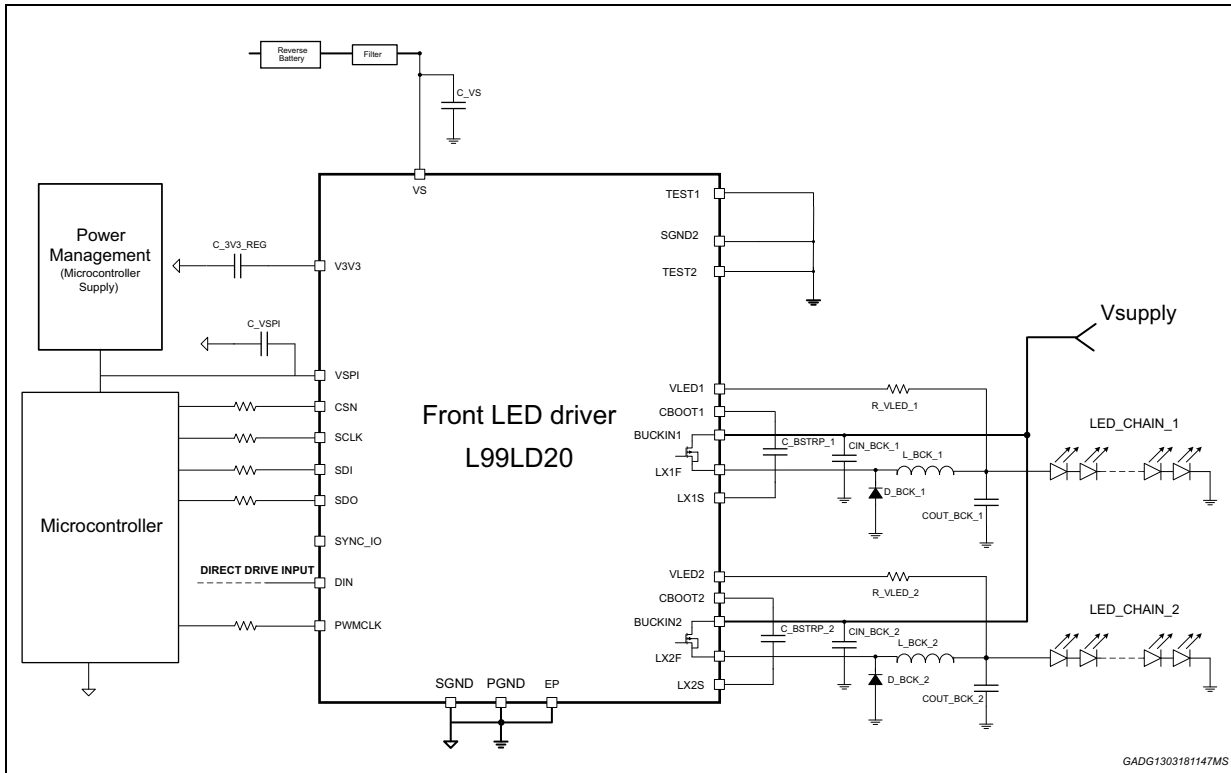 Reverse
Battery
Filter
C_VS
VS
Power
Management
(Microcontroller
Supply)
C_3V3_REG
V3V3
C_VSPI
VSPI
Microcontroller
CSN
SCLK
SDI
SDO
SYNC_IO
DIRECT DRIVE INPUT
DIN
PWMCLK
Front LED driver
L99LD20
SGND
PGND
EP
TEST1
SGND2
TEST2
Vsupply
VLED1
R_VLED_1
CBOOT1
BUCKIN1
C_BSTRP_1
CIN_BCK_1
L_BCK_1
LED_CHAIN_1
LX1F
D_BCK_1
COUT_BCK_1
LX1S
VLED2
R_VLED_2
CBOOT2
BUCKIN2
C_BSTRP_2
CIN_BCK_2
L_BCK_2
LED_CHAIN_2
LX2F
D_BCK_2
COUT_BCK_2
LX2S
GADG1303181147MS